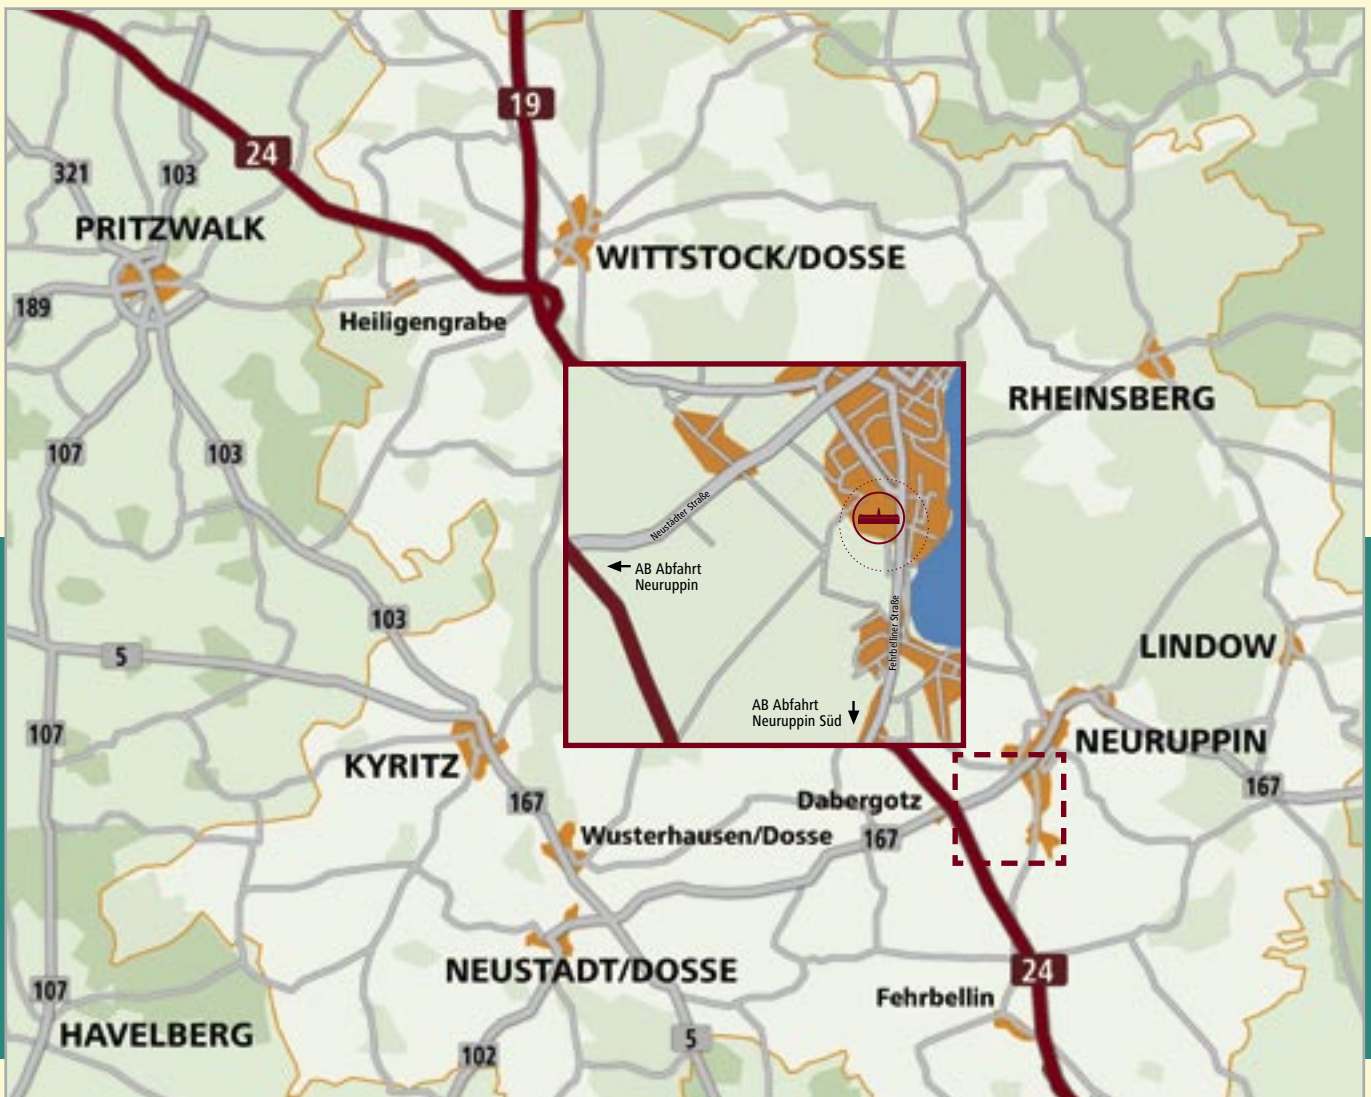 19
24
321
103
PRITZWALK
WITTSTOCK/DOSSE
189
Heiligengrabe
RHEINSBERG
107
103
Neustädter Straße
AB Abfahrt
Neuruppin
Fehrbelliner Straße
103
5
LINDOW
AB Abfahrt
Neuruppin Süd
107
NEURUPPIN
KYRITZ
167
167
Dabergotz
Wusterhausen/Dosse
167
NEUSTADT/DOSSE
24
107
Fehrbellin
HAVELBERG
5
102